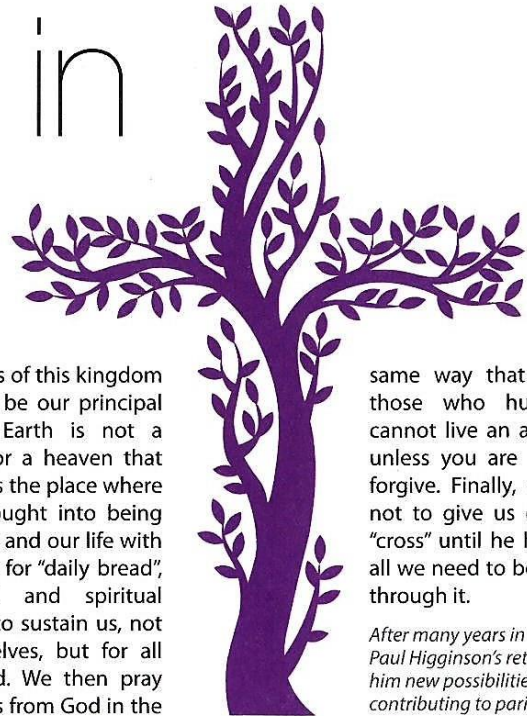 in
s of this kingdom
be our principal
Earth is not a
or a heaven that
s the place where
ught into being
and our life with
for “daily bread”,
and spiritual
to sustain us, not
elves, but for all
d. We then pray
s from God in the
same way that
those who hu
cannot live an a
unless you are
forgive. Finally,
not to give us
“cross” until he h
all we need to be
through it.
After many years in
Paul Higginson’s ret
him new possibilities
contributing to pari